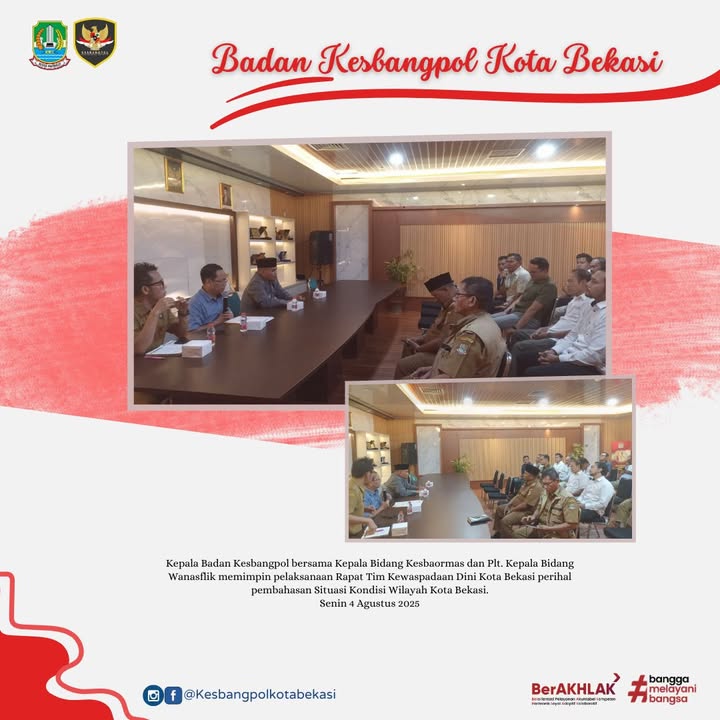 Badan Kesbangpol Kota Bekasi
Kepala Badan Kesbangpol bersama Kepala Bidang Kesbaormas dan Plt. Kepala Bidang
Wanasflik memimpin pelaksanaan Rapat Tim Kewaspadaan Dini Kota Bekasi perihal
pembahasan Situasi Kondisi Wilayah Kota Bekasi.
Senin 4 Agustus 2025
@Kesbangpolkotabekasi
BerAKHLAK
#bangga
melayani
bangsa